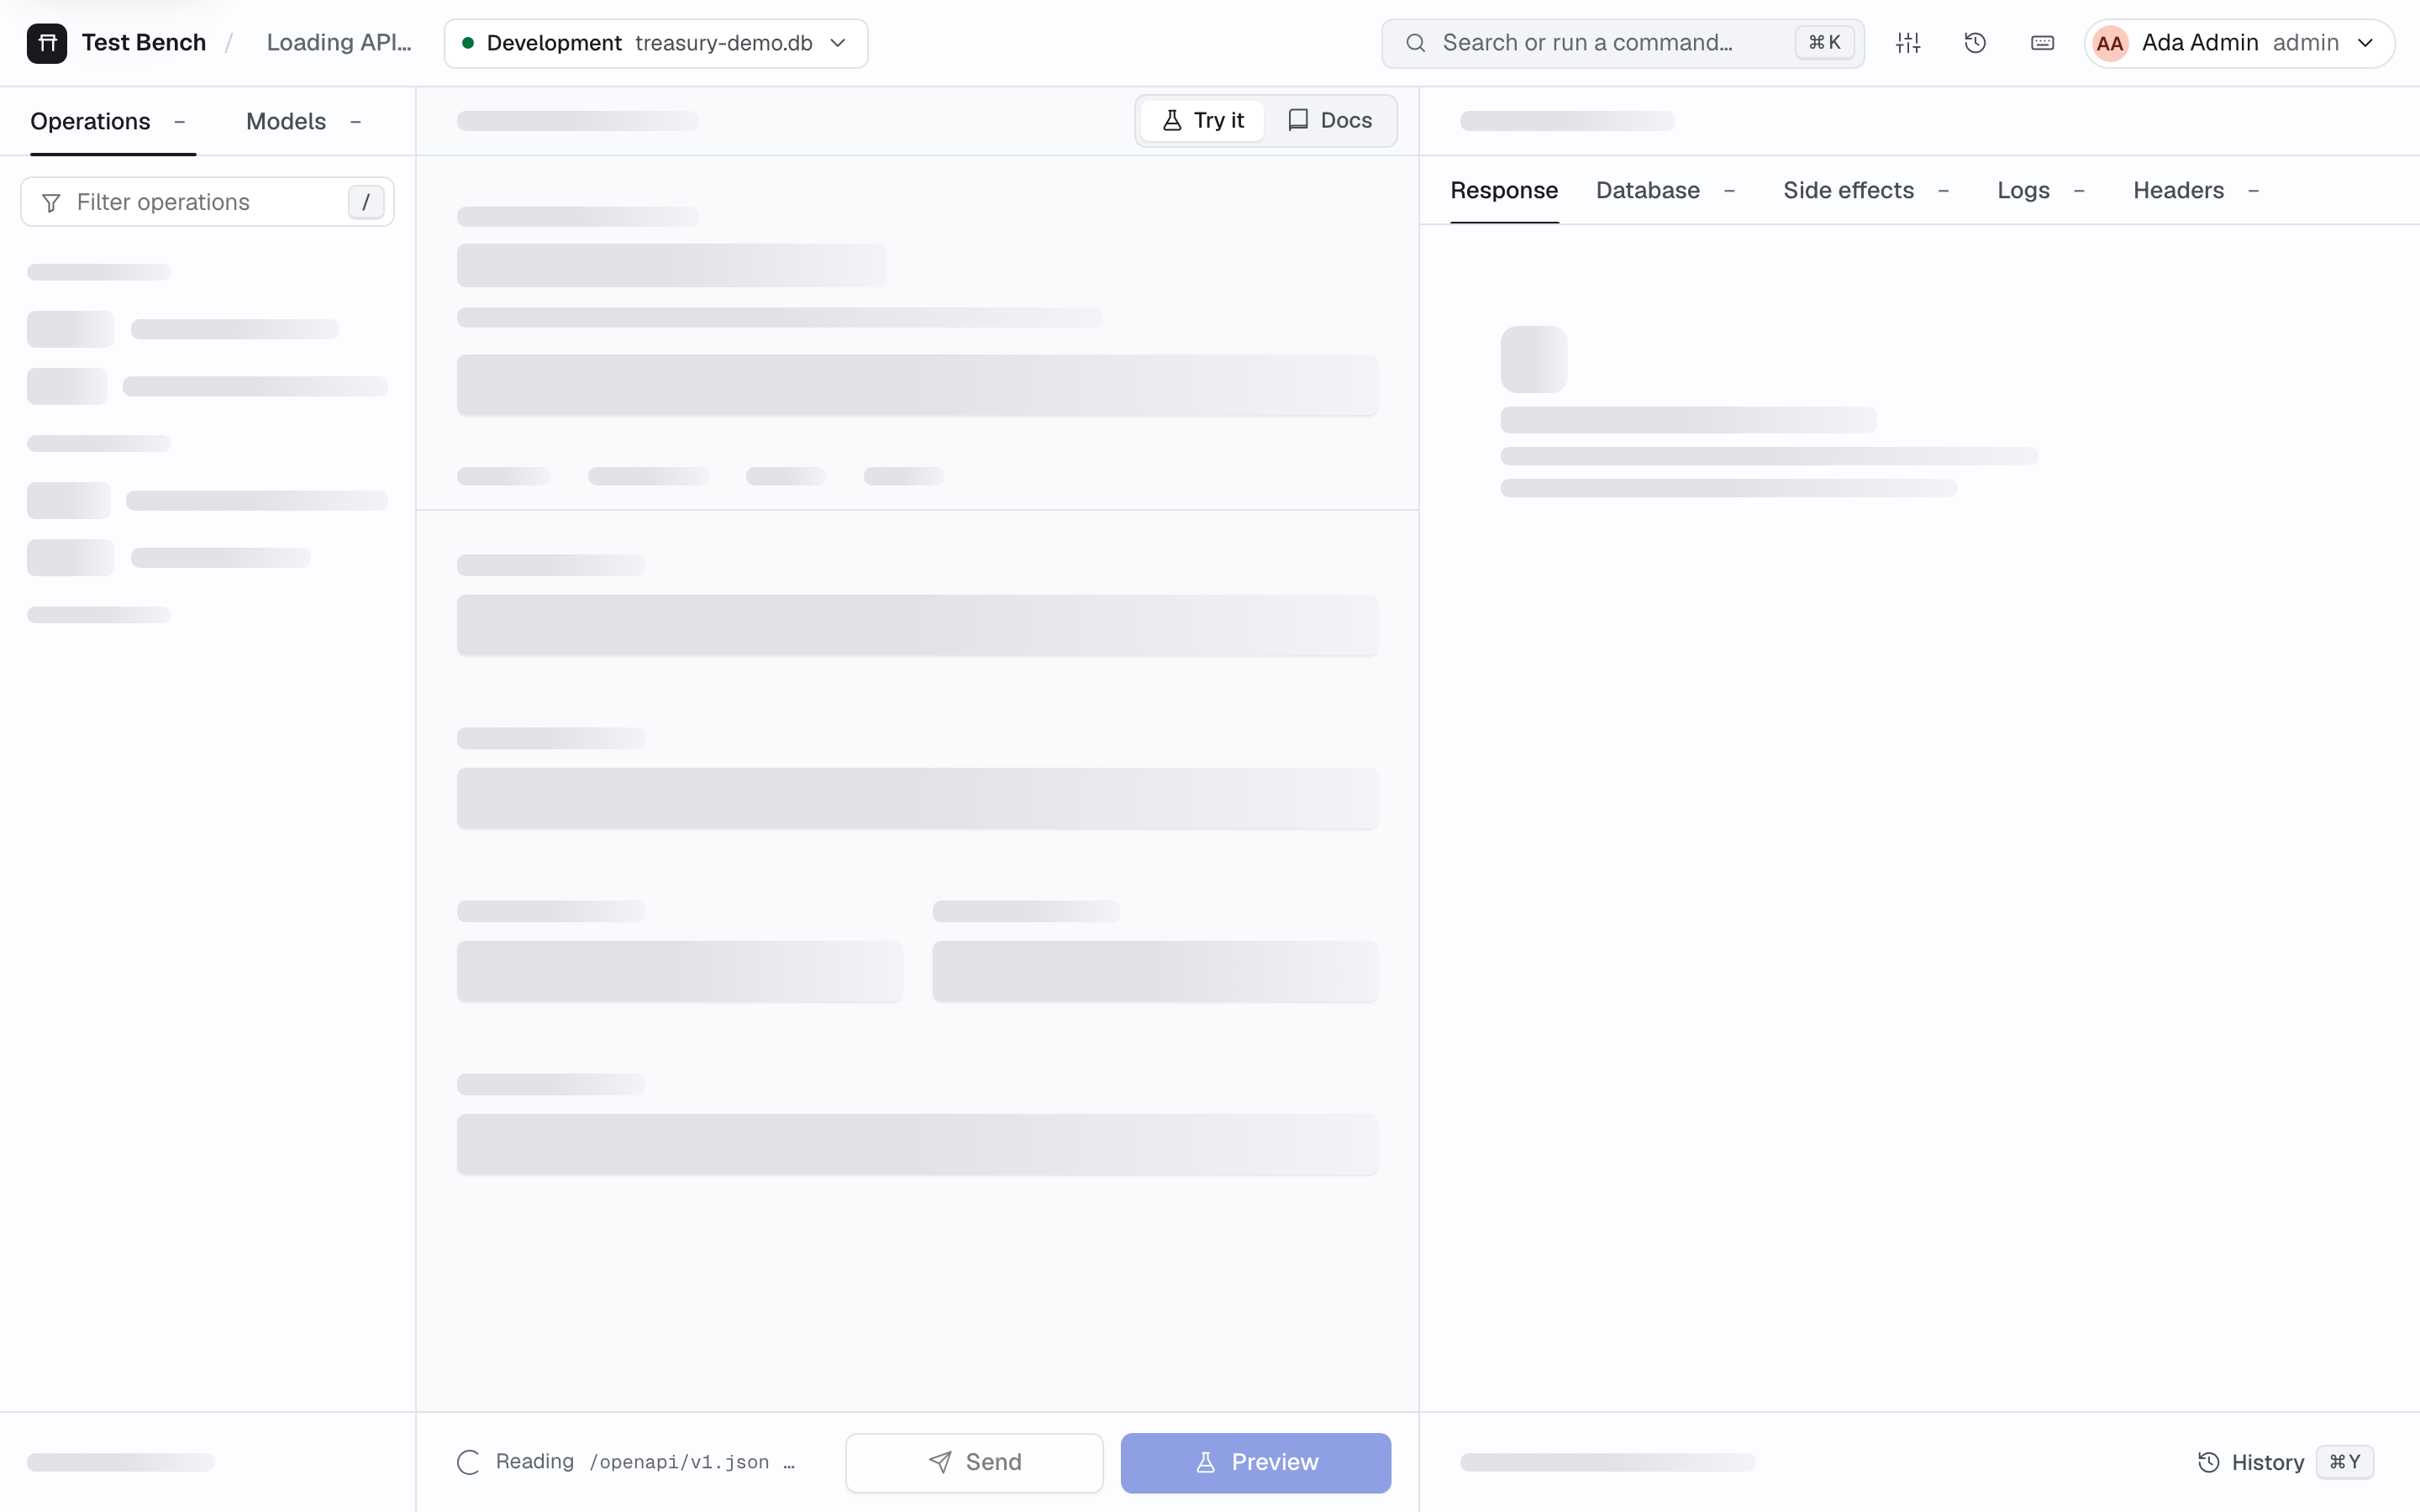 Test Bench / Loading API…
Development treasury-demo.db
Search or run a command… ⌘K
AA Ada Admin admin
Operations –
Models –
Try it
Docs
Filter operations /
Response
Database –
Side effects –
Logs –
Headers –
Reading /openapi/v1.json …
Send
Preview
History ⌘Y